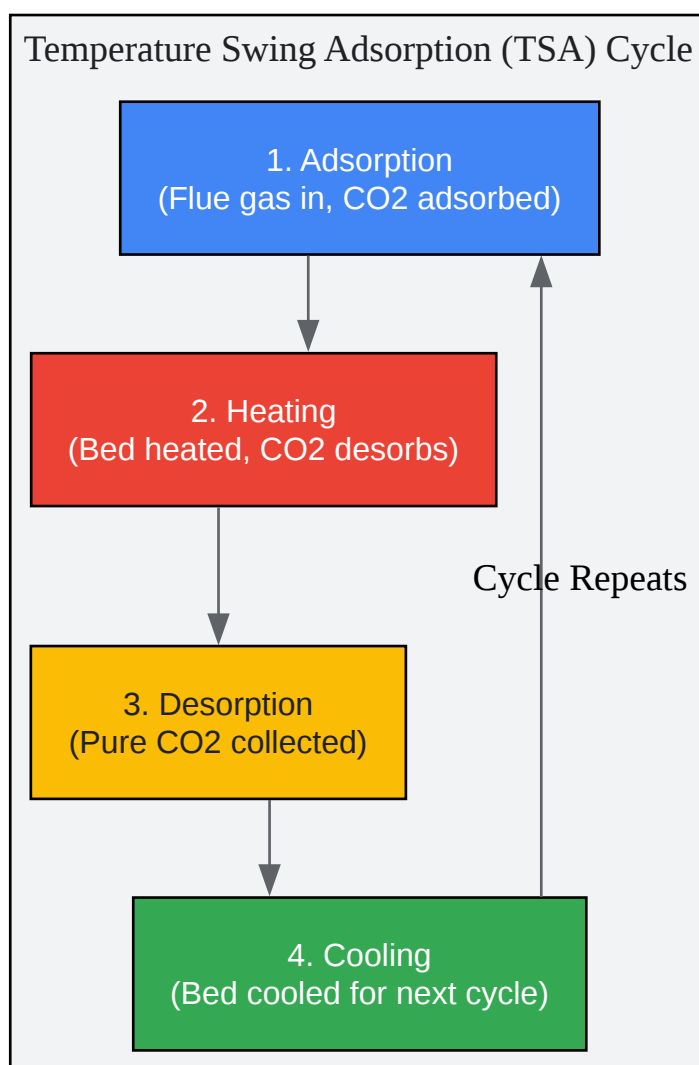 Temperature Swing Adsorption (TSA) Cycle
1. Adsorption
(Flue gas in, CO2 adsorbed)
2. Heating
(Bed heated, CO2 desorbs)
Cycle Repeats
3. Desorption
(Pure CO2 collected)
4. Cooling
(Bed cooled for next cycle)